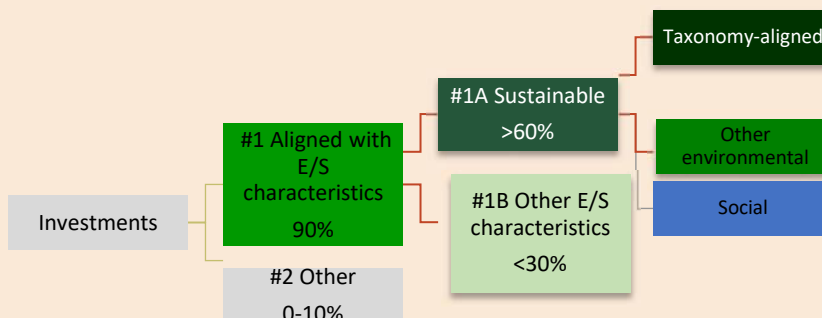 Investments
#1 Aligned with
E/S
characteristics
90%
#2 Other
0-10%
#1A Sustainable
>60%
#1B Other E/S
characteristics
<30%
Taxonomy-aligned
Other
environmental
Social